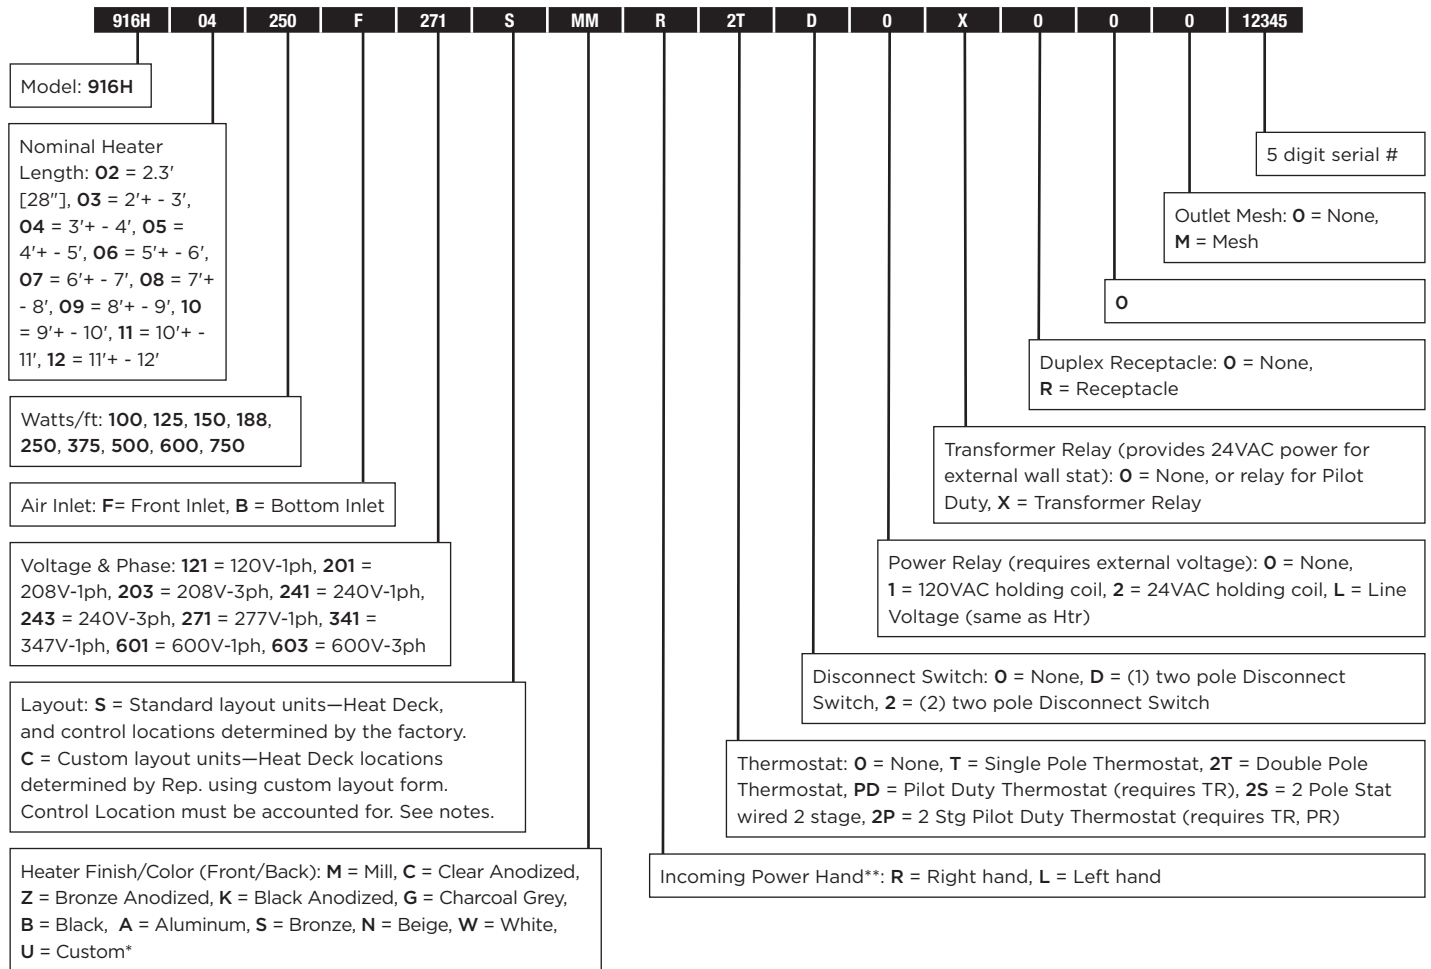 916H 04 250 F 271 S MM R 2T D 0 X 0 0 0 12345
Model: 916H
Nominal Heater
Length: 02 = 2.3'
[28"], 03 = 2'+ - 3',
04 = 3'+ - 4', 05 =
4'+ - 5', 06 = 5'+ - 6',
07 = 6'+ - 7', 08 = 7'+
- 8', 09 = 8'+ - 9', 10
= 9'+ - 10', 11 = 10'+ -
11', 12 = 11'+ - 12'
Watts/ft: 100, 125, 150, 188,
250, 375, 500, 600, 750
Air Inlet: F= Front Inlet, B = Bottom Inlet
Voltage & Phase: 121 = 120V-1ph, 201 =
208V-1ph, 203 = 208V-3ph, 241 = 240V-1ph,
243 = 240V-3ph, 271 = 277V-1ph, 341 =
347V-1ph, 601 = 600V-1ph, 603 = 600V-3ph
Layout: S = Standard layout units—Heat Deck,
and control locations determined by the factory.
C = Custom layout units—Heat Deck locations
determined by Rep. using custom layout form.
Control Location must be accounted for. See notes.
Heater Finish/Color (Front/Back): M = Mill, C = Clear Anodized,
Z = Bronze Anodized, K = Black Anodized, G = Charcoal Grey,
B = Black, A = Aluminum, S = Bronze, N = Beige, W = White,
U = Custom*
5 digit serial #
Outlet Mesh: 0 = None,
M = Mesh
0
Duplex Receptacle: 0 = None,
R = Receptacle
Transformer Relay (provides 24VAC power for
external wall stat): 0 = None, or relay for Pilot
Duty, X = Transformer Relay
Power Relay (requires external voltage): 0 = None,
1 = 120VAC holding coil, 2 = 24VAC holding coil, L = Line
Voltage (same as Htr)
Disconnect Switch: 0 = None, D = (1) two pole Disconnect
Switch, 2 = (2) two pole Disconnect Switch
Thermostat: 0 = None, T = Single Pole Thermostat, 2T = Double Pole
Thermostat, PD = Pilot Duty Thermostat (requires TR), 2S = 2 Pole Stat
wired 2 stage, 2P = 2 Stg Pilot Duty Thermostat (requires TR, PR)
Incoming Power Hand**: R = Right hand, L = Left hand